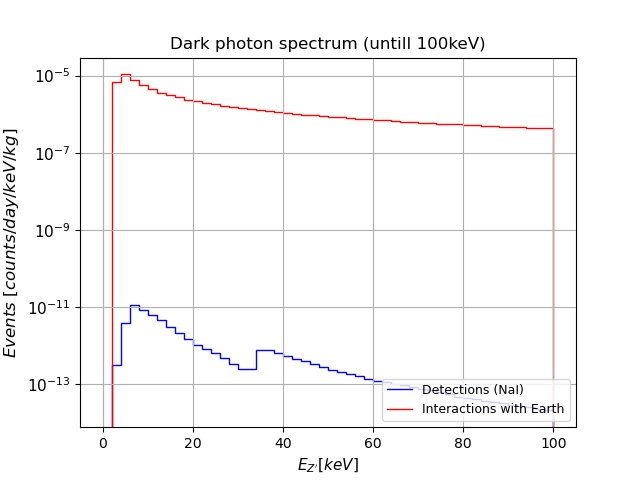 Dark photon spectrum (untill 100keV)
Events [counts/day/keV/kg]
10⁻⁵
10⁻⁷
10⁻⁹
10⁻¹¹
10⁻¹³
Detections (NaI)
Interactions with Earth
0 20 40 60 80 100
E_Z'[keV]